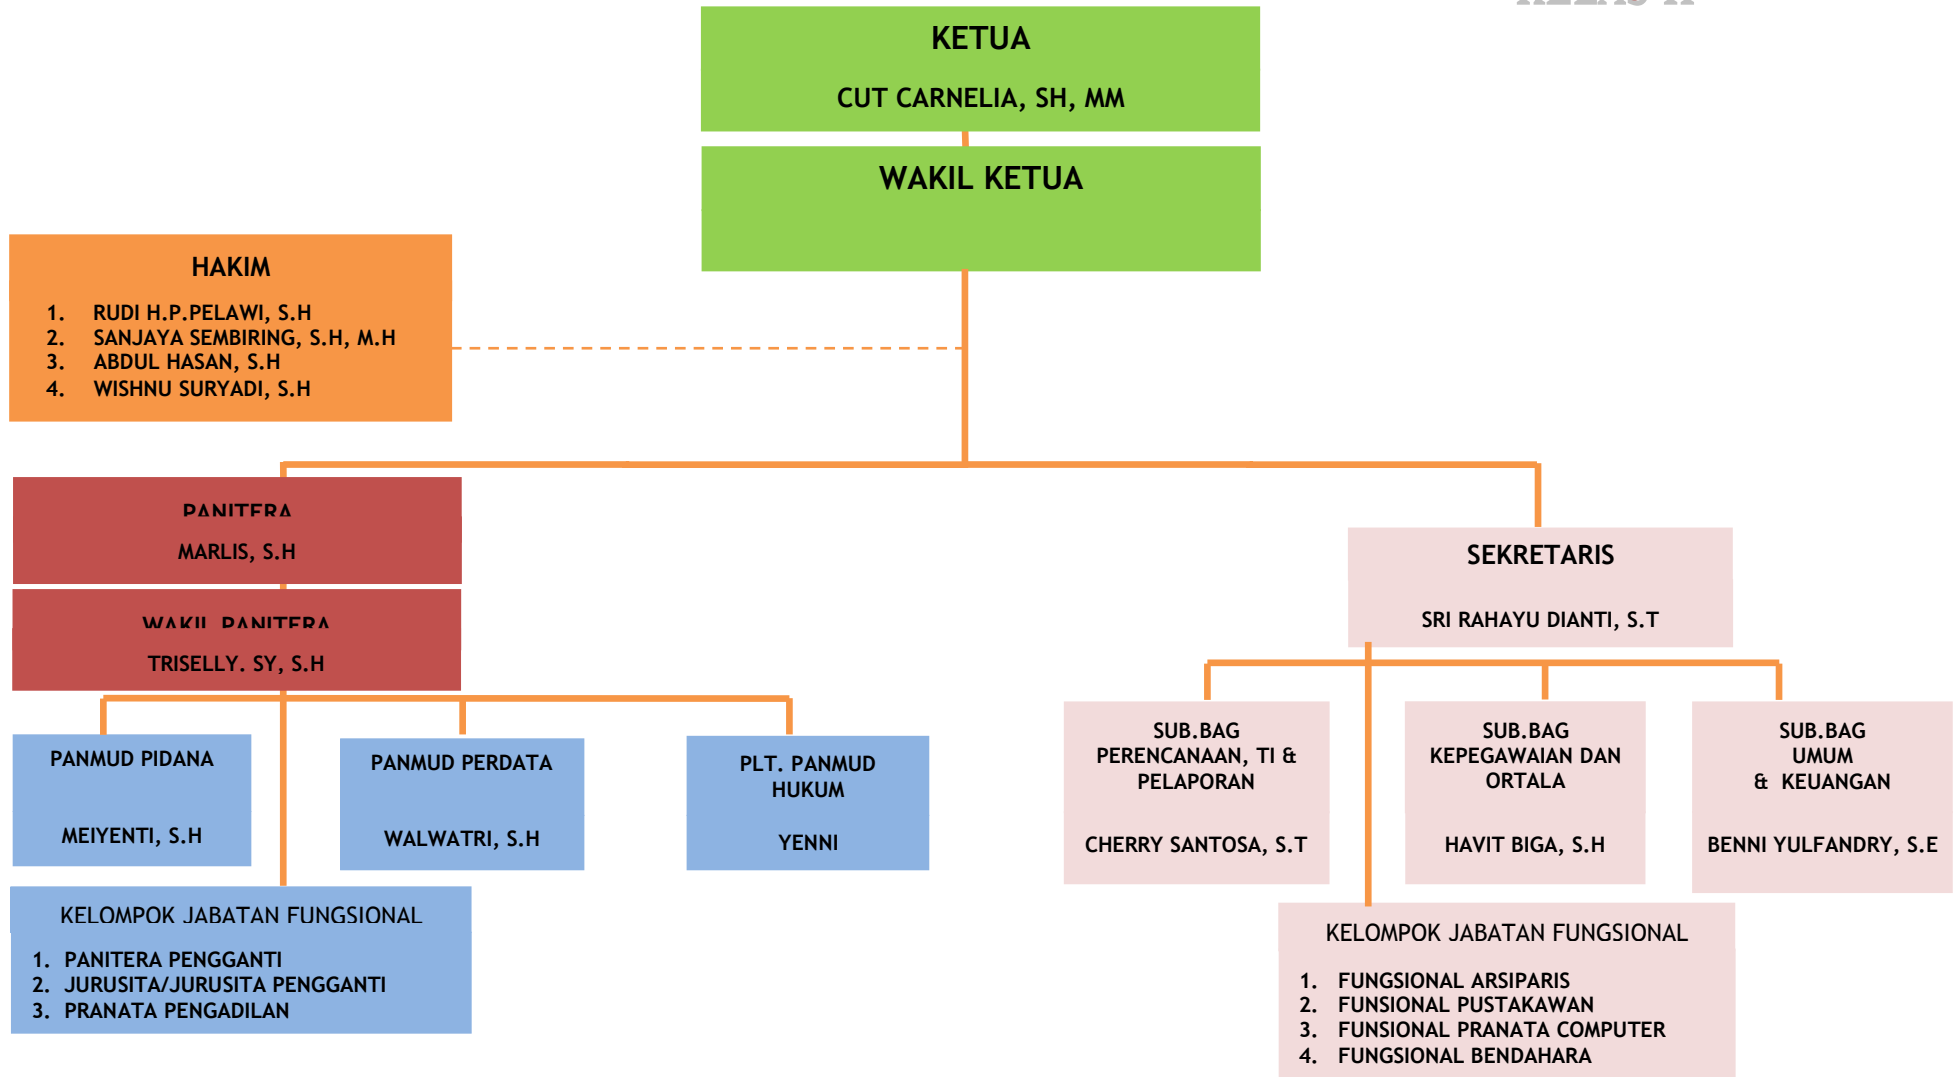 KETUA
CUT CARNELIA, SH, MM
WAKIL KETUA
HAKIM
1. RUDI H.P.PELAWI, S.H
2. SANJAYA SEMBIRING, S.H, M.H
3. ABDUL HASAN, S.H
4. WISHNU SURYADI, S.H
PANITERA
MARLIS, S.H
WAKIL PANITERA
TRISELLY. SY, S.H
SEKRETARIS
SRI RAHAYU DIANTI, S.T
PANMUD PIDANA
MEIYENTI, S.H
PANMUD PERDATA
WALWATRI, S.H
PLT. PANMUD
HUKUM
YENNI
SUB.BAG
PERENCANAAN, TI &
PELAPORAN
CHERRY SANTOSA, S.T
SUB.BAG
KEPEGAWAIAN DAN
ORTALA
HAVIT BIGA, S.H
SUB.BAG
UMUM
& KEUANGAN
BENNI YULFANDRY, S.E
KELOMPOK JABATAN FUNGSIONAL
1. PANITERA PENGGANTI
2. JURUSITA/JURUSITA PENGGANTI
3. PRANATA PENGADILAN
KELOMPOK JABATAN FUNGSIONAL
1. FUNGSIONAL ARSIPARIS
2. FUNSIONAL PUSTAKAWAN
3. FUNSIONAL PRANATA COMPUTER
4. FUNGSIONAL BENDAHARA